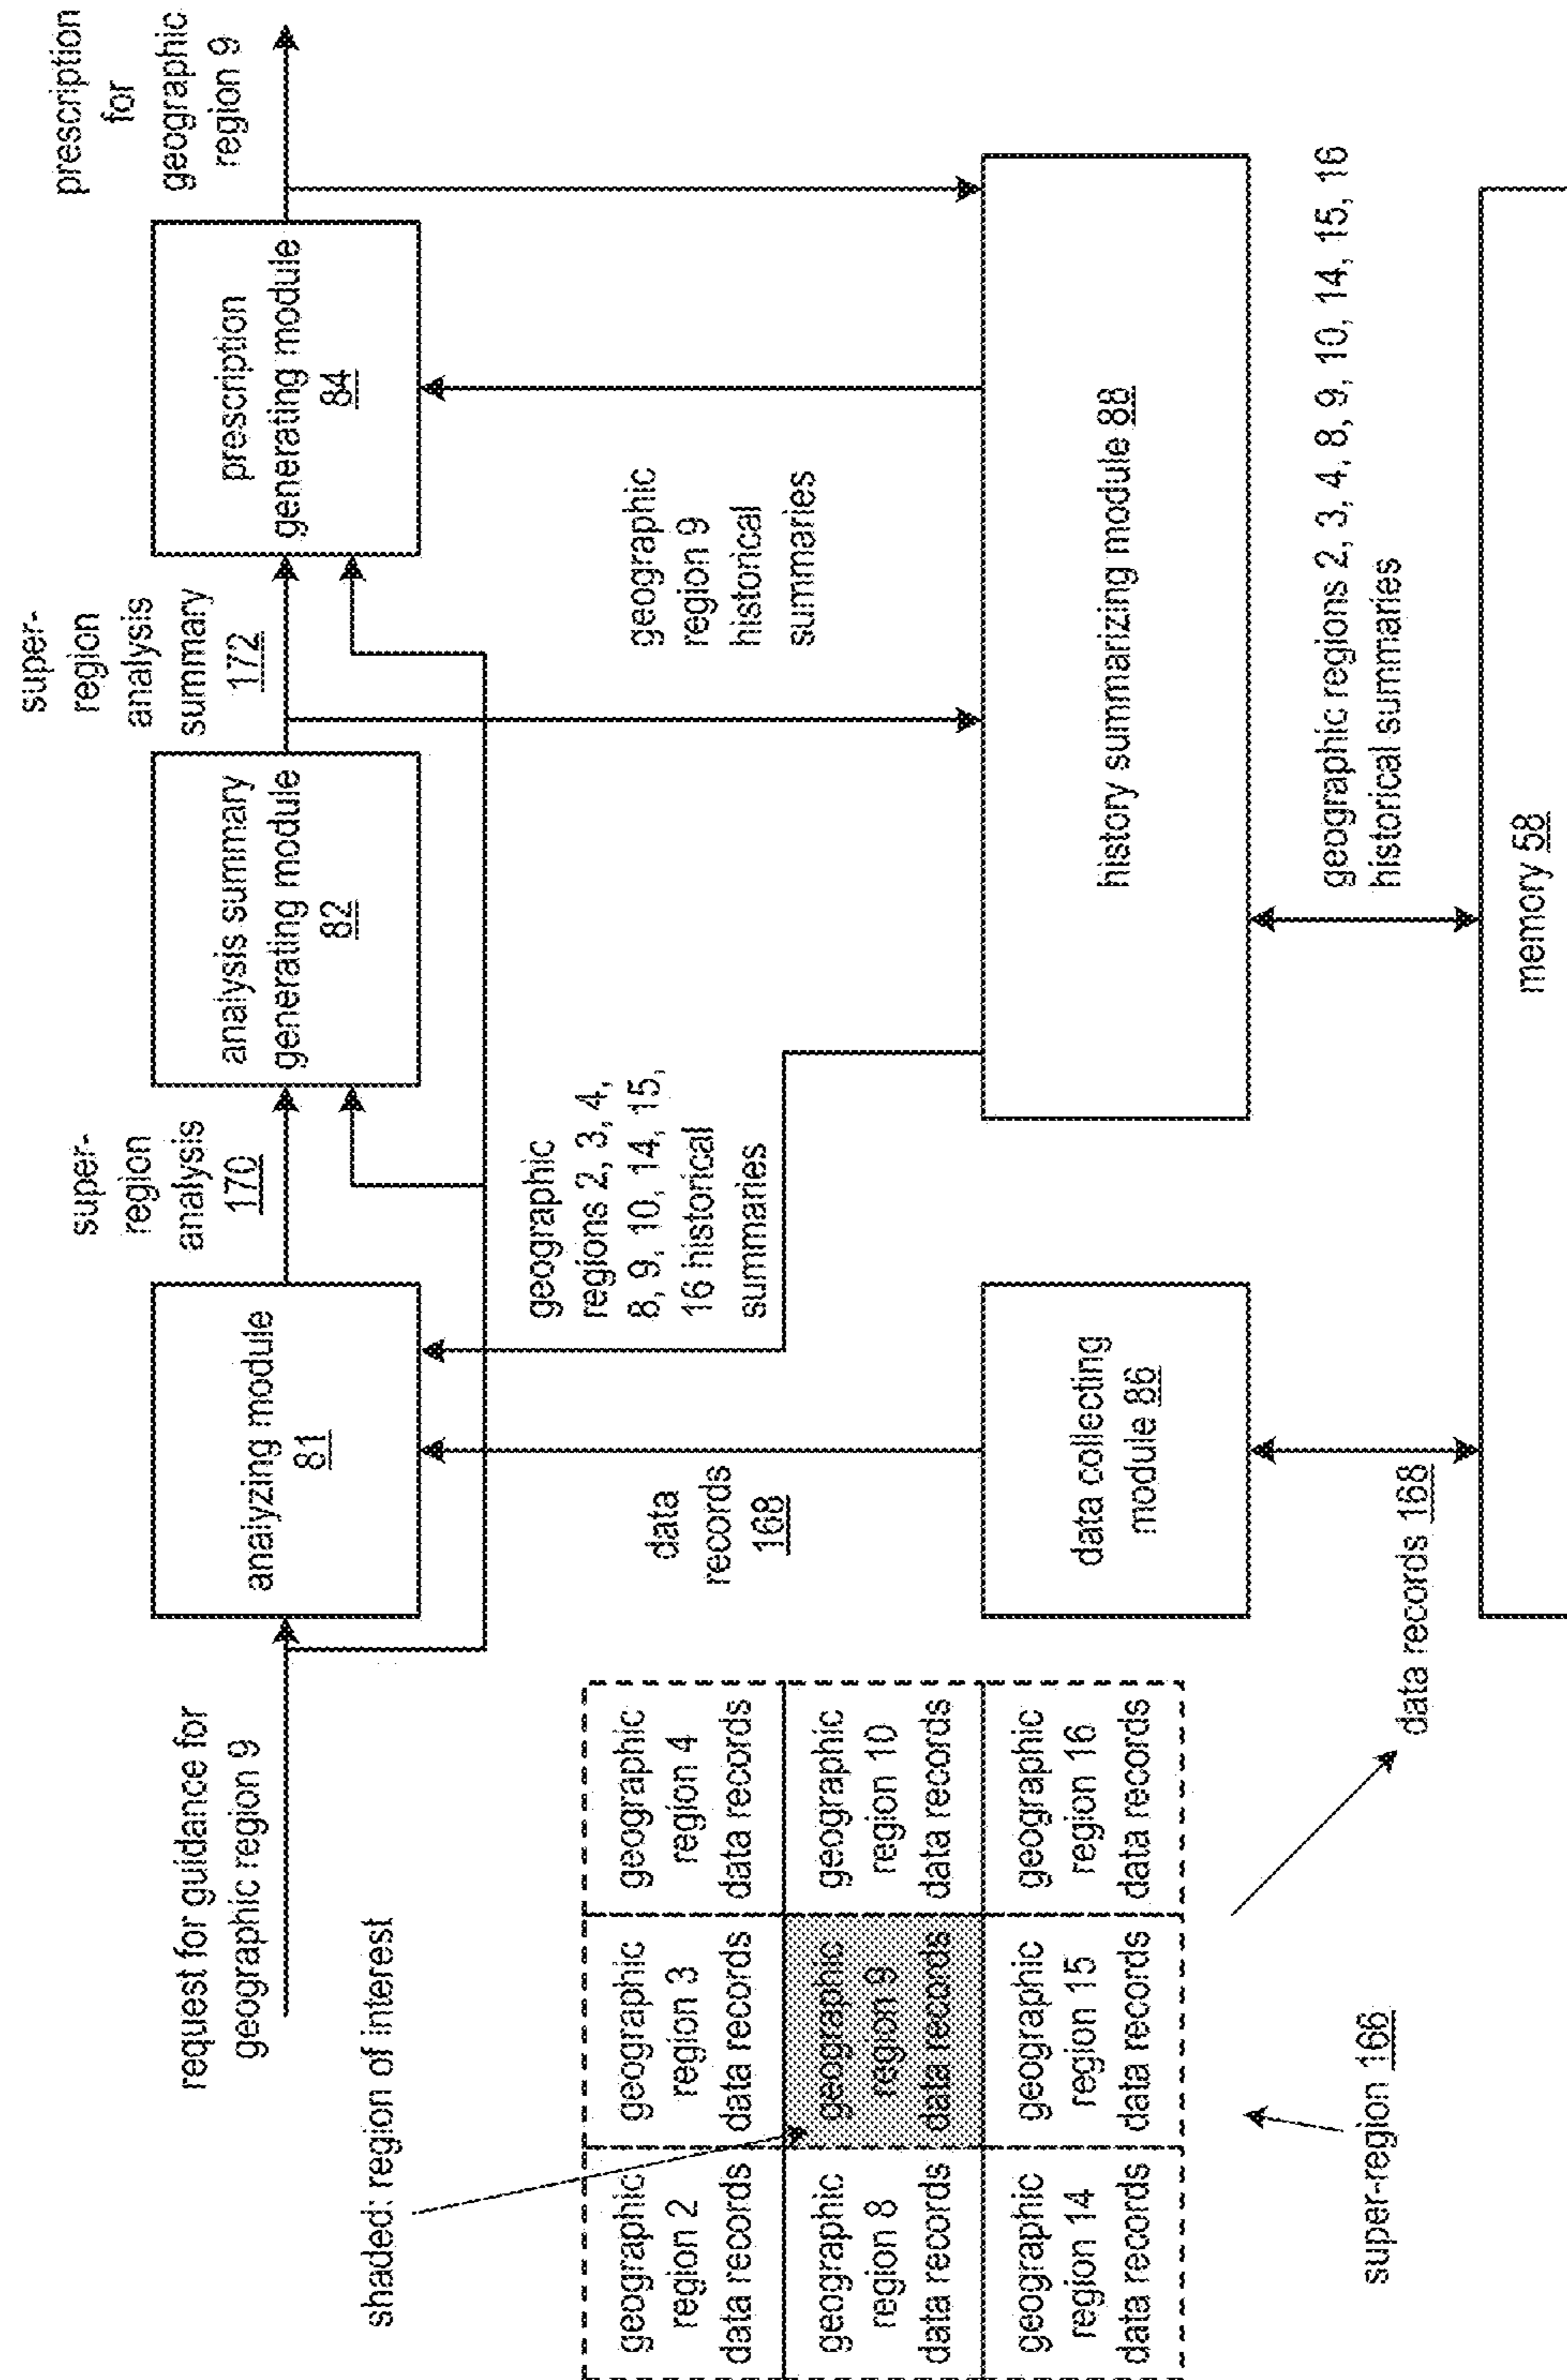 request for guidance for
geographic region 9
analyzing module
81
super-
region
analysis
170
analysis summary
generating module
82
super-
region
analysis
summary
172
prescription
generating module
84
prescription
for
geographic
region 9
shaded: region of interest
geographic
region 2
data records
geographic
region 3
data records
geographic
region 4
data records
geographic
region 8
data records
geographic
region 9
data records
geographic
region 10
data records
geographic
region 14
data records
geographic
region 15
data records
geographic
region 16
data records
super-region 166
data records 168
data
records
168
geographic
regions 2, 3, 4,
8, 9, 10, 14, 15,
16 historical
summaries
geographic
region 9
historical
summaries
data collecting
module 86
history summarizing module 88
geographic regions 2, 3, 4, 8, 9, 10, 14, 15, 16
historical summaries
memory 58